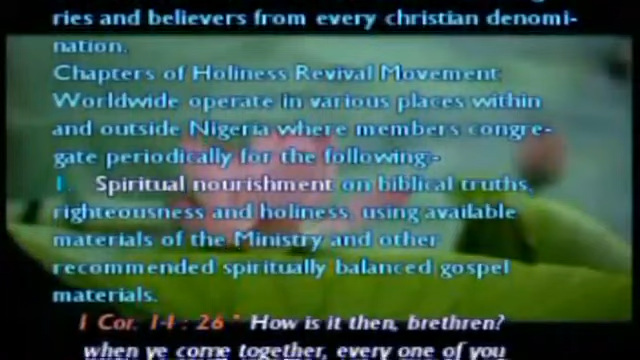 ries and believers from every christian denomi-
nation.
Chapters of Holiness Revival Movement
Worldwide operate in various places within
and outside Nigeria where members congre-
gate periodically for the following:-
1. Spiritual nourishment on biblical truths,
righteousness and holiness, using available
materials of the Ministry and other
recommended spiritually balanced gospel
materials.
1 Cor. 14 : 26 " How is it then, brethren?
when ye come together, every one of you